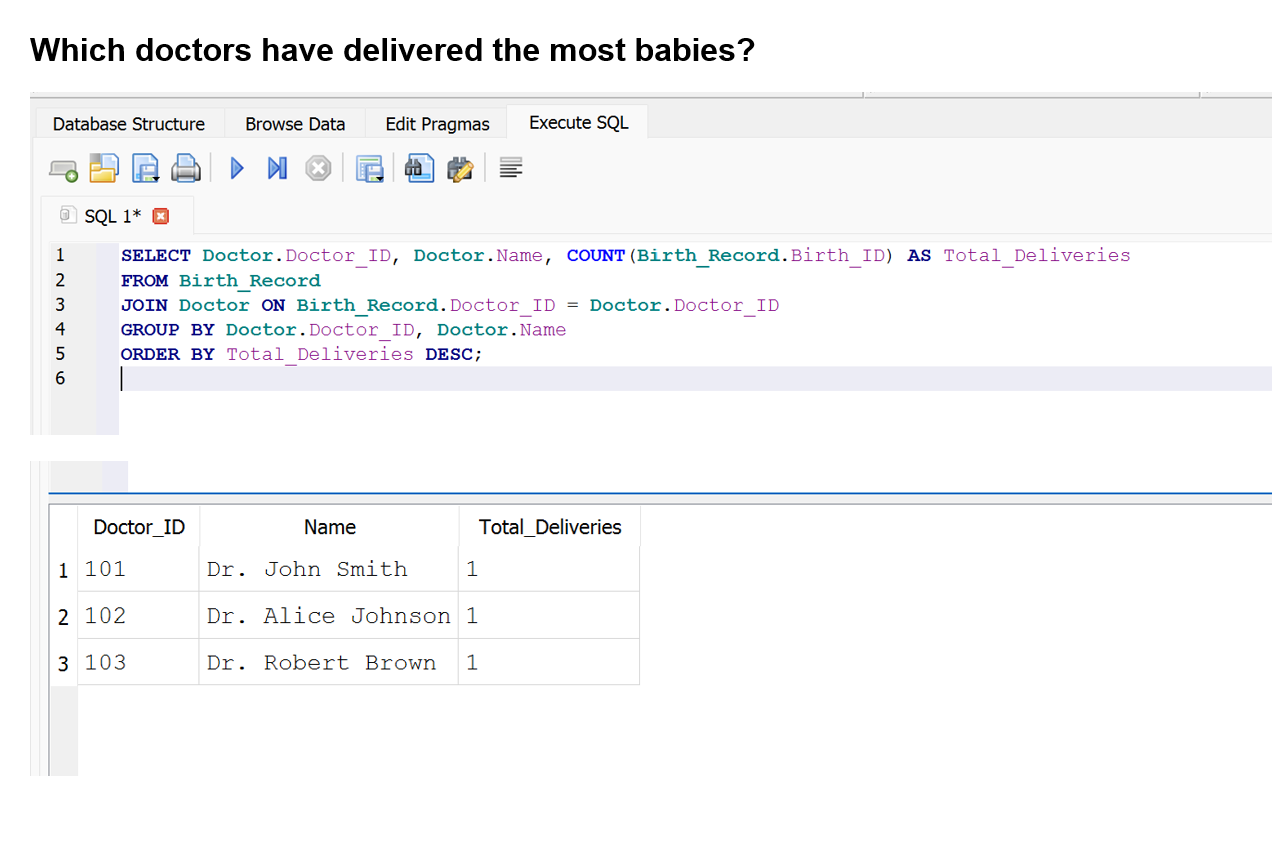 Which doctors have delivered the most babies?
Database Structure Browse Data Edit Pragmas Execute SQL
SQL 1*
1 SELECT Doctor.Doctor_ID, Doctor.Name, COUNT(Birth_Record.Birth_ID) AS Total_Deliveries
2 FROM Birth_Record
3 JOIN Doctor ON Birth_Record.Doctor_ID = Doctor.Doctor_ID
4 GROUP BY Doctor.Doctor_ID, Doctor.Name
5 ORDER BY Total_Deliveries DESC;
6
Doctor_ID Name Total_Deliveries
1 101 Dr. John Smith 1
2 102 Dr. Alice Johnson 1
3 103 Dr. Robert Brown 1